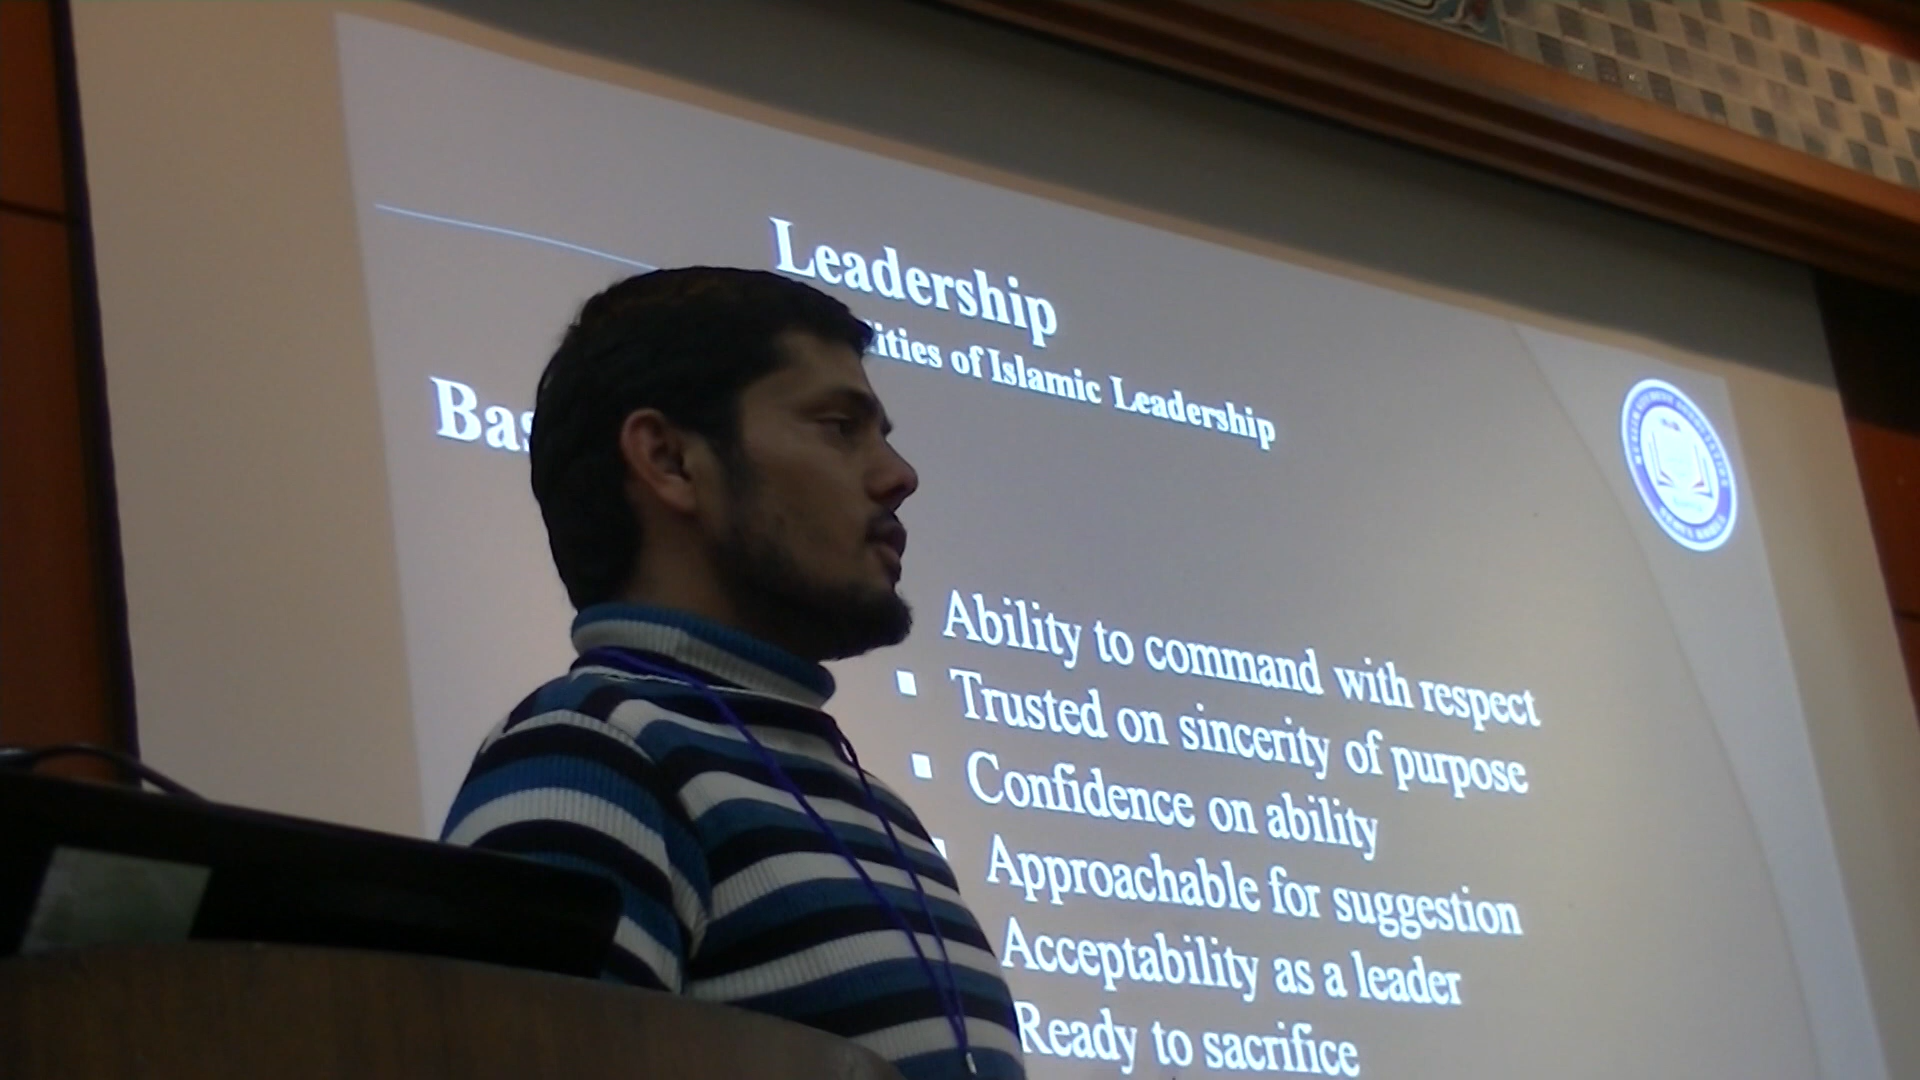 Leadership
lities of Islamic Leadership
Bas
Ability to command with respect
Trusted on sincerity of purpose
Confidence on ability
Approachable for suggestion
Acceptability as a leader
Ready to sacrifice